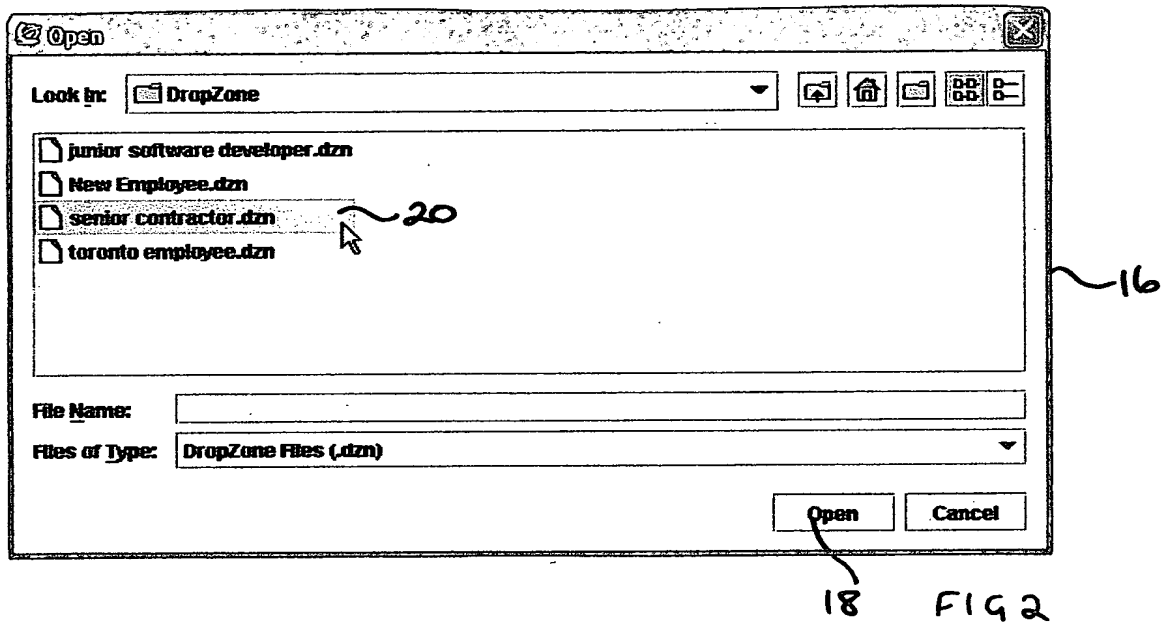 Open
Look In: DropZone
junior software developer.dzn
New Employee.dzn
senior contractor.dzn 20
toronto employee.dzn
16
File Name:
Files of Type: DropZone Files (.dzn)
Open Cancel
18 FIG 2